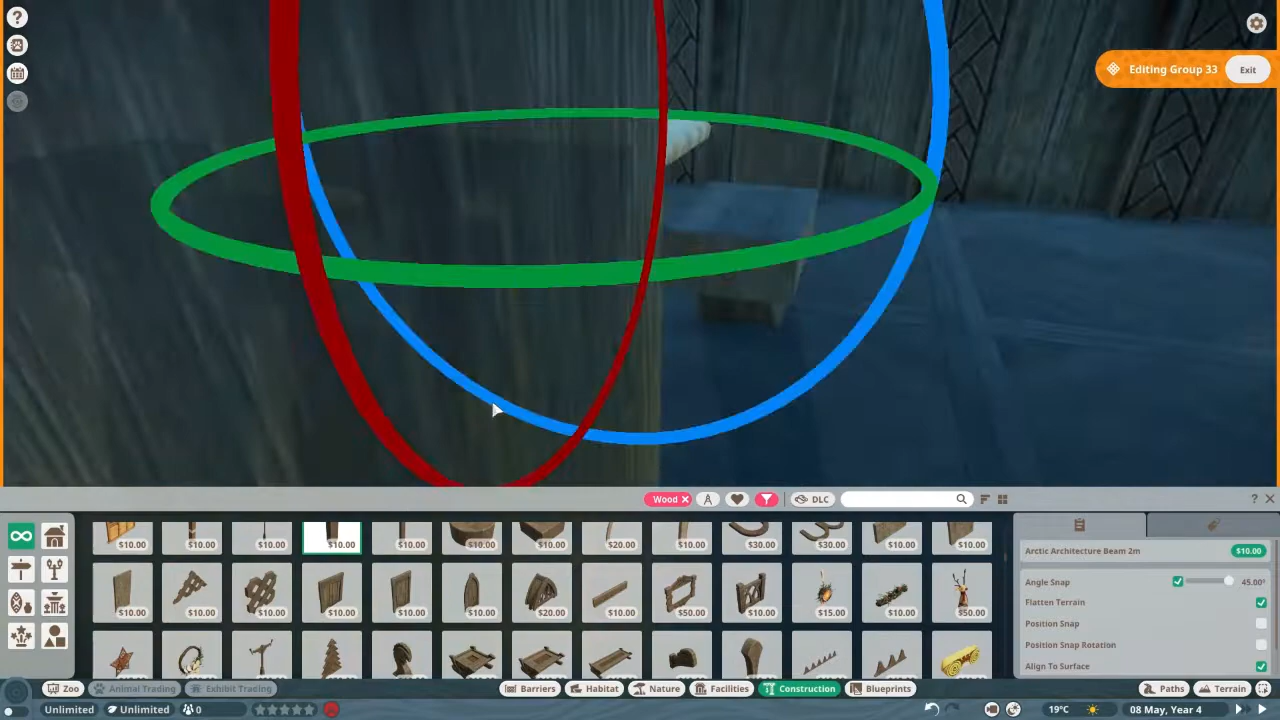 ?
Editing Group 33 Exit
Wood × DLC ? ×
$10.00 $10.00 $10.00 $10.00 $10.00 $10.00 $10.00 $20.00 $10.00 $30.00 $30.00 $10.00 $10.00
$10.00 $10.00 $10.00 $10.00 $10.00 $10.00 $20.00 $10.00 $50.00 $10.00 $15.00 $10.00 $50.00
Arctic Architecture Beam 2m $10.00
Angle Snap 45.00°
Flatten Terrain
Position Snap
Position Snap Rotation
Align To Surface
Zoo Animal Trading Exhibit Trading Barriers Habitat Nature Facilities Construction Blueprints Paths Terrain
Unlimited Unlimited 0 19°C 08 May, Year 4